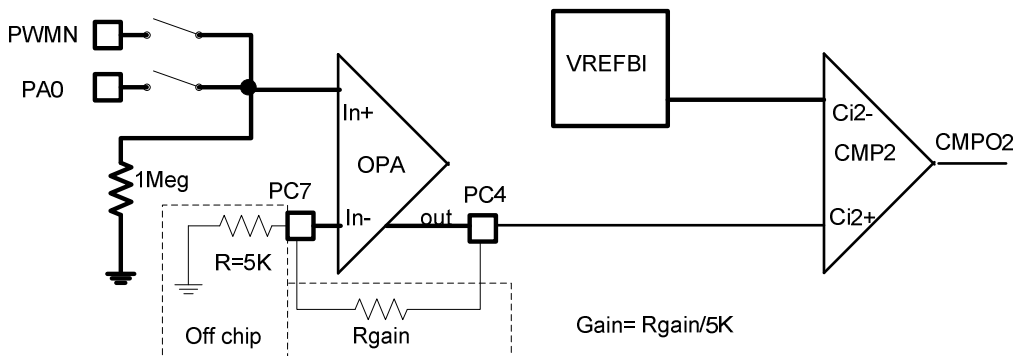 PWMN
PA0
VREFBI
In+
Ci2-
OPA
CMP2
CMPO2
1Meg
PC7
PC4
In-
out
Ci2+
R=5K
Off chip
Rgain
Gain= Rgain/5K